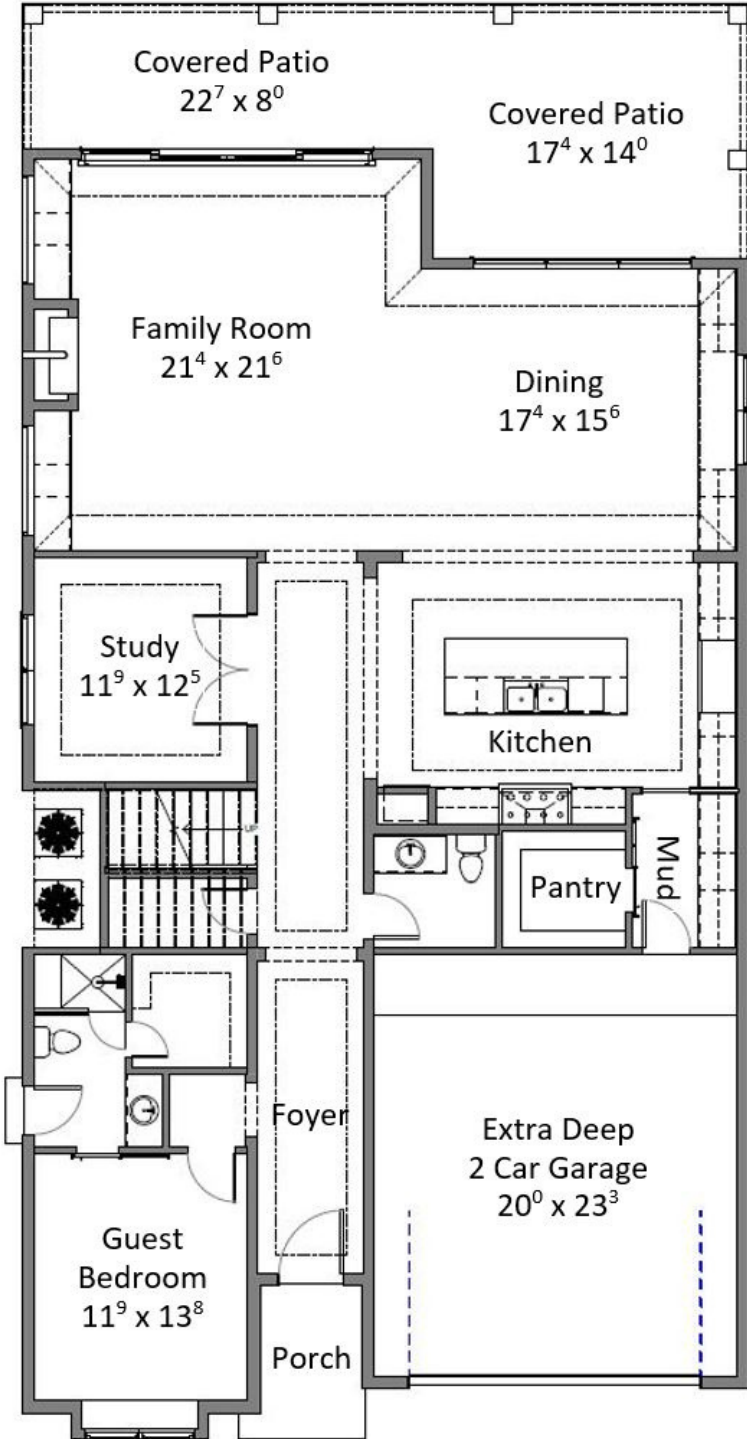 Covered Patio
22⁷ x 8⁰
Covered Patio
17⁴ x 14⁰
Family Room
21⁴ x 21⁶
Dining
17⁴ x 15⁶
Study
11⁹ x 12⁵
Kitchen
UP
Pantry
Mud
Foyer
Extra Deep
2 Car Garage
20⁰ x 23³
Guest
Bedroom
11⁹ x 13⁸
Porch